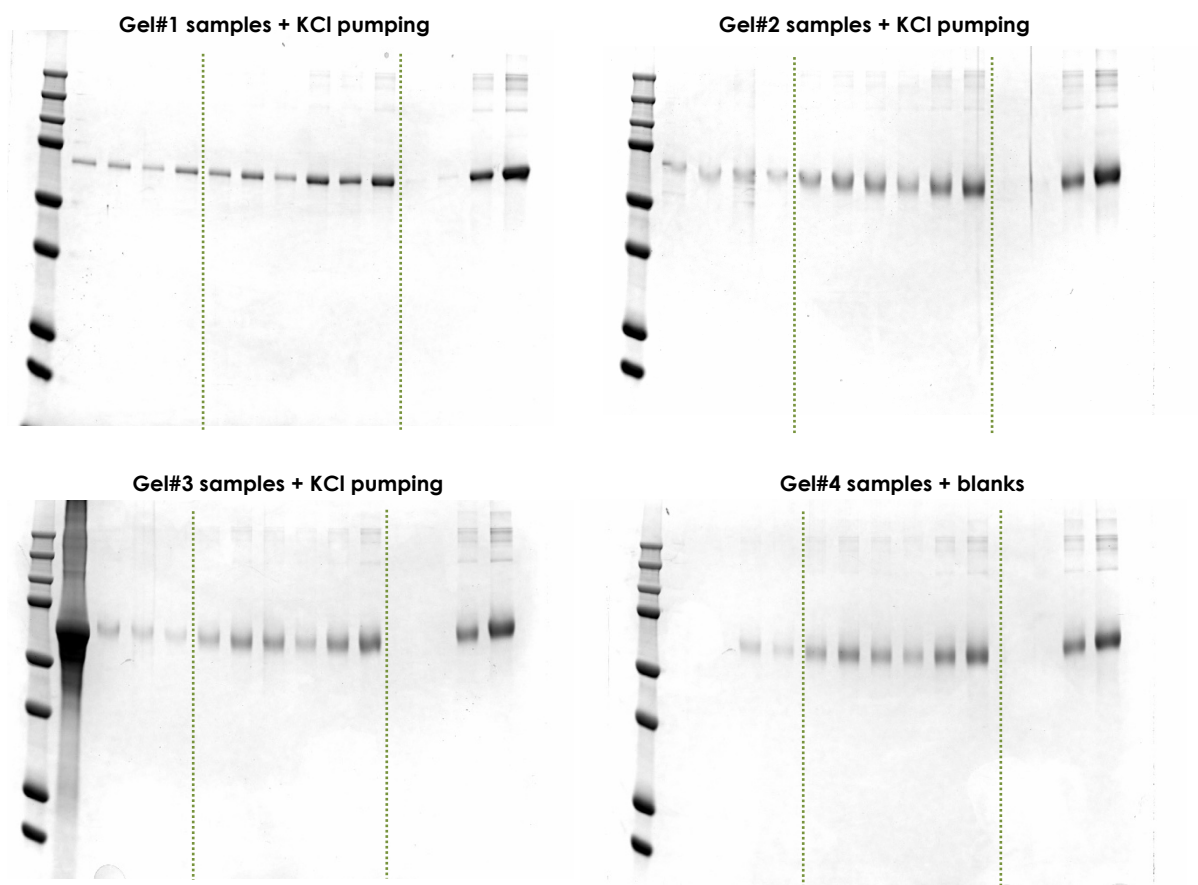 Gel#1 samples + KCl pumping
Gel#2 samples + KCl pumping
Gel#3 samples + KCl pumping
Gel#4 samples + blanks